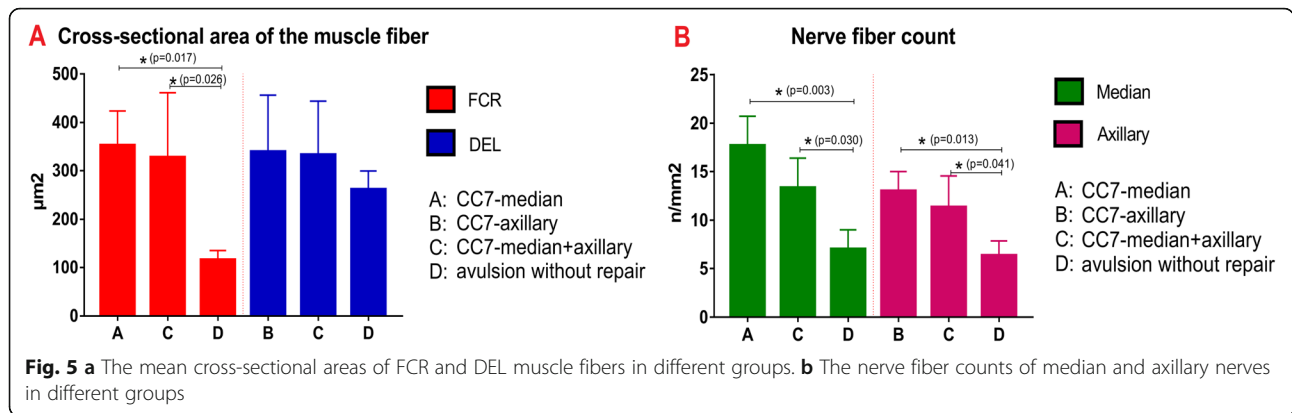 A Cross-sectional area of the muscle fiber
* (p=0.017)
* (p=0.026)
500
400
300
200
100
0
µm2
A C D B C D
FCR
DEL
A: CC7-median
B: CC7-axillary
C: CC7-median+axillary
D: avulsion without repair
B Nerve fiber count
* (p=0.003)
* (p=0.030)
* (p=0.013)
* (p=0.041)
25
20
15
10
5
0
n/mm2
A C D B C D
Median
Axillary
A: CC7-median
B: CC7-axillary
C: CC7-median+axillary
D: avulsion without repair
Fig. 5 a The mean cross-sectional areas of FCR and DEL muscle fibers in different groups. b The nerve fiber counts of median and axillary nerves
in different groups